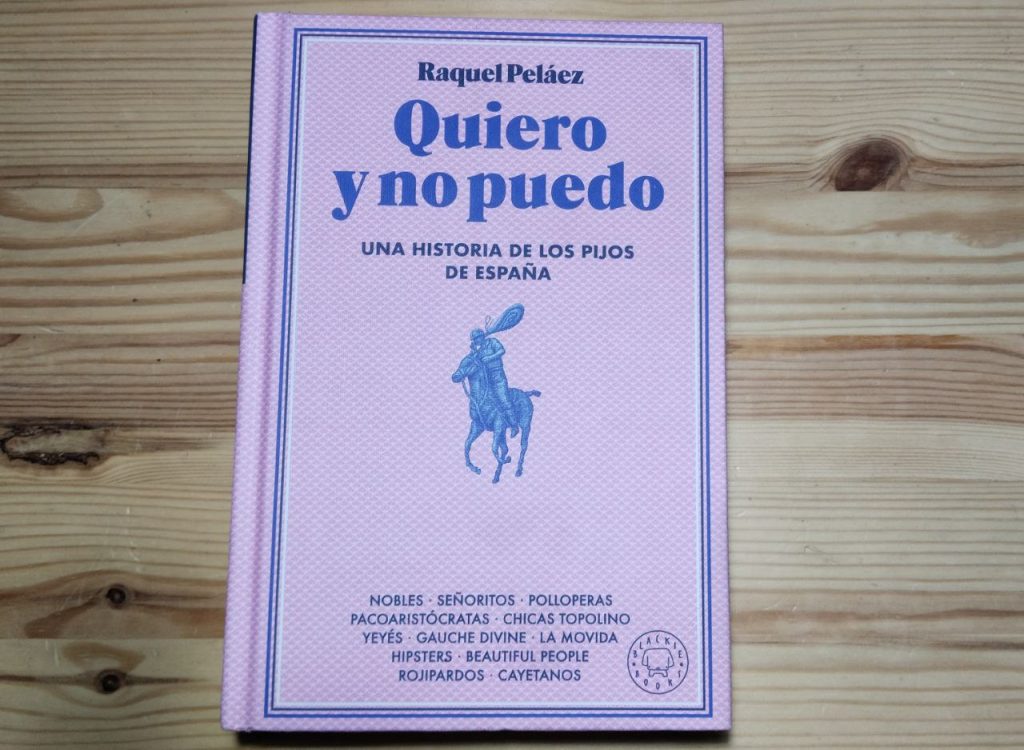 Raquel Peláez
Quiero
y no puedo
UNA HISTORIA DE LOS PIJOS
DE ESPAÑA
NOBLES · SEÑORITOS · POLLOPERAS
PACOARISTÓCRATAS · CHICAS TOPOLINO
YEYÉS · GAUCHE DIVINE · LA MOVIDA
HIPSTERS · BEAUTIFUL PEOPLE
ROJIPARDOS · CAYETANOS
BLACKIE BOOKS